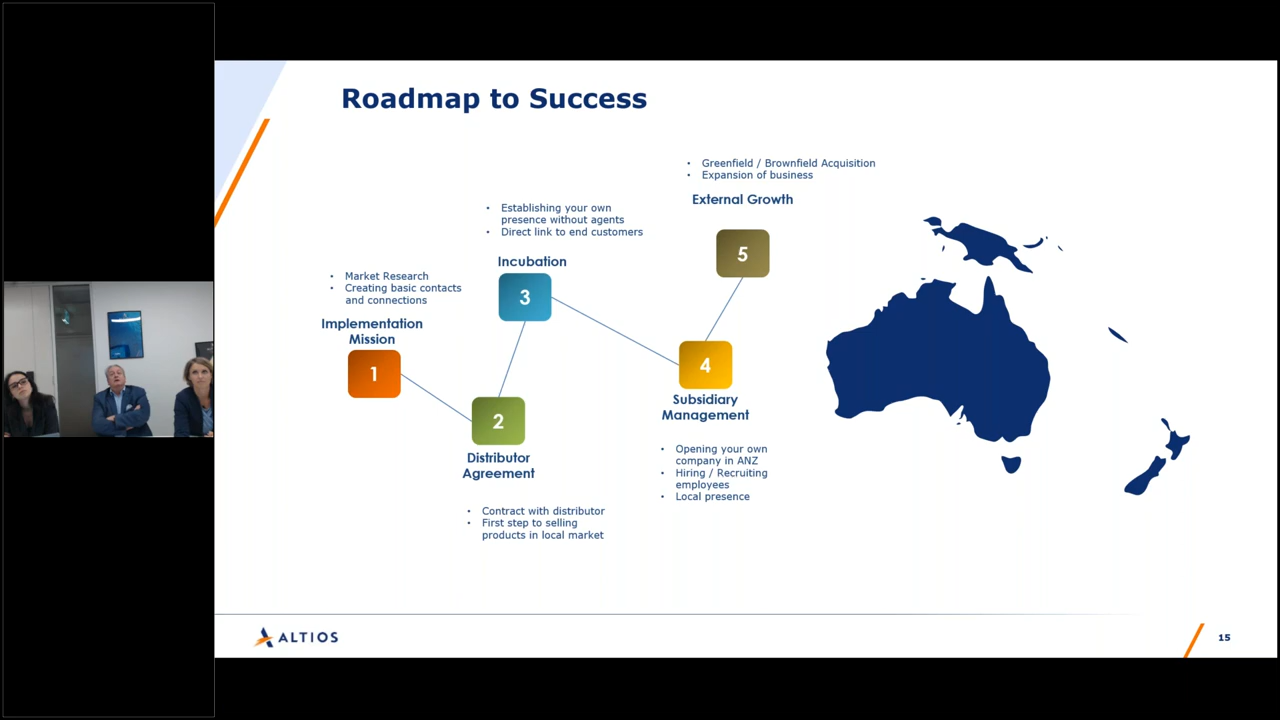 Roadmap to Success
• Market Research
• Creating basic contacts
and connections
Implementation
Mission
1
2
Distributor
Agreement
• Contract with distributor
• First step to selling
products in local market
• Establishing your own
presence without agents
• Direct link to end customers
Incubation
3
4
Subsidiary
Management
• Opening your own
company in ANZ
• Hiring / Recruiting
employees
• Local presence
• Greenfield / Brownfield Acquisition
• Expansion of business
External Growth
5
ALTIOS
15